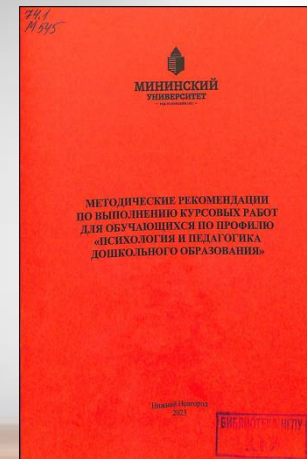 74.1
М 545
МИНИНСКИЙ
УНИВЕРСИТЕТ
МЕТОДИЧЕСКИЕ РЕКОМЕНДАЦИИ
ПО ВЫПОЛНЕНИЮ КУРСОВЫХ РАБОТ
ДЛЯ ОБУЧАЮЩИХСЯ ПО ПРОФИЛЮ
«ПСИХОЛОГИЯ И ПЕДАГОГИКА
ДОШКОЛЬНОГО ОБРАЗОВАНИЯ»
Нижний Новгород
2023
БИБЛИОТЕКА НГПУ